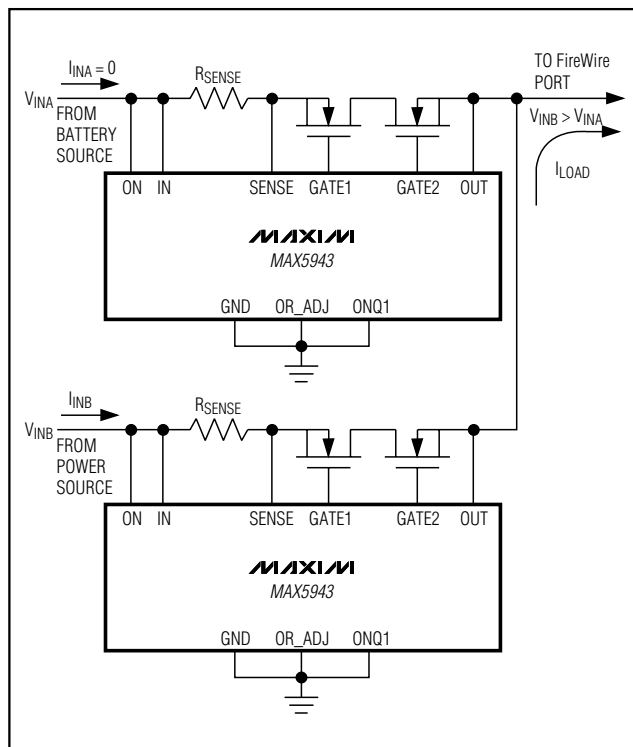 I_INA = 0
R_SENSE
TO FireWire
PORT
V_INA
FROM
BATTERY
SOURCE
V_INB > V_INA
I_LOAD
ON IN SENSE GATE1 GATE2 OUT
MAXIM
MAX5943
GND OR_ADJ ONQ1
I_INB
R_SENSE
V_INB
FROM
POWER
SOURCE
ON IN SENSE GATE1 GATE2 OUT
MAXIM
MAX5943
GND OR_ADJ ONQ1